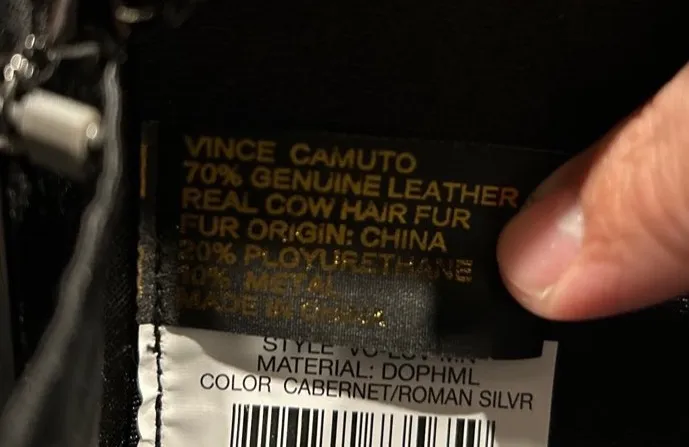 VINCE CAMUTO
70% GENUINE LEATHER
REAL COW HAIR FUR
FUR ORIGIN: CHINA
20% PLOYURETHANE
10% METAL
MADE IN CHINA
STYLE
MATERIAL: DOPHML
COLOR CABERNET/ROMAN SILVR